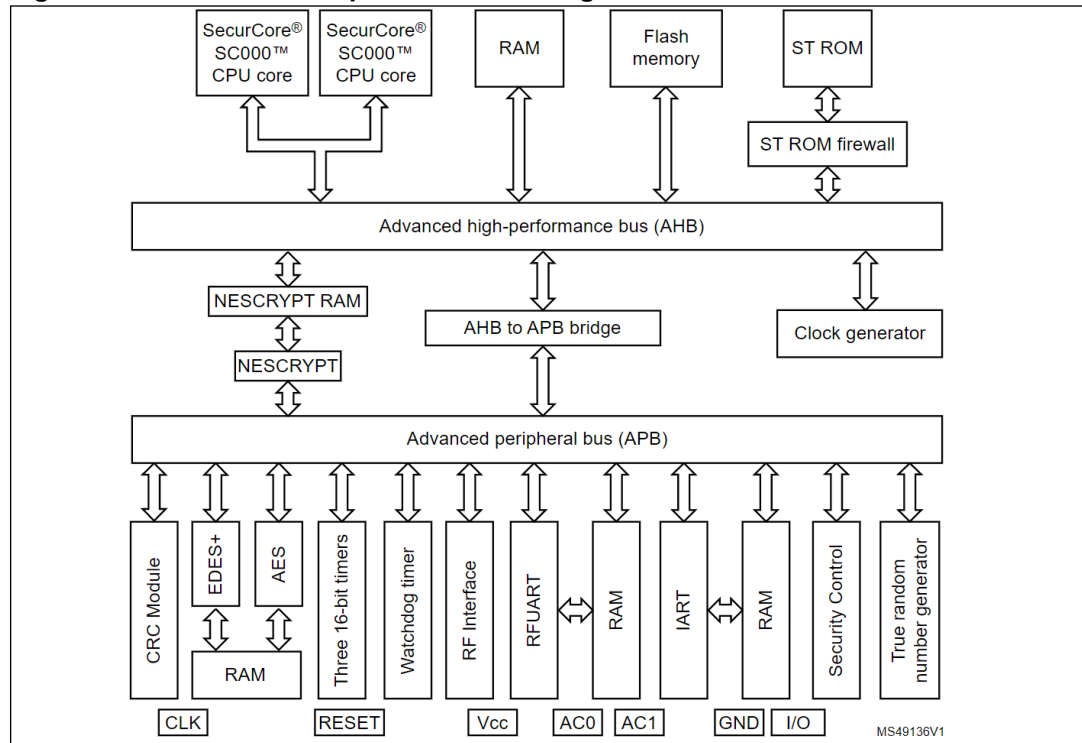 SecurCore®
SC000™
CPU core
SecurCore®
SC000™
CPU core
RAM
Flash
memory
ST ROM
ST ROM firewall
Advanced high-performance bus (AHB)
NESCRYPT RAM
AHB to APB bridge
Clock generator
NESCRYPT
Advanced peripheral bus (APB)
CRC Module
EDES+
AES
RAM
Three 16-bit timers
Watchdog timer
RF Interface
RFUART
RAM
IART
RAM
Security Control
True random
number generator
CLK
RESET
Vcc
AC0
AC1
GND
I/O
MS49136V1